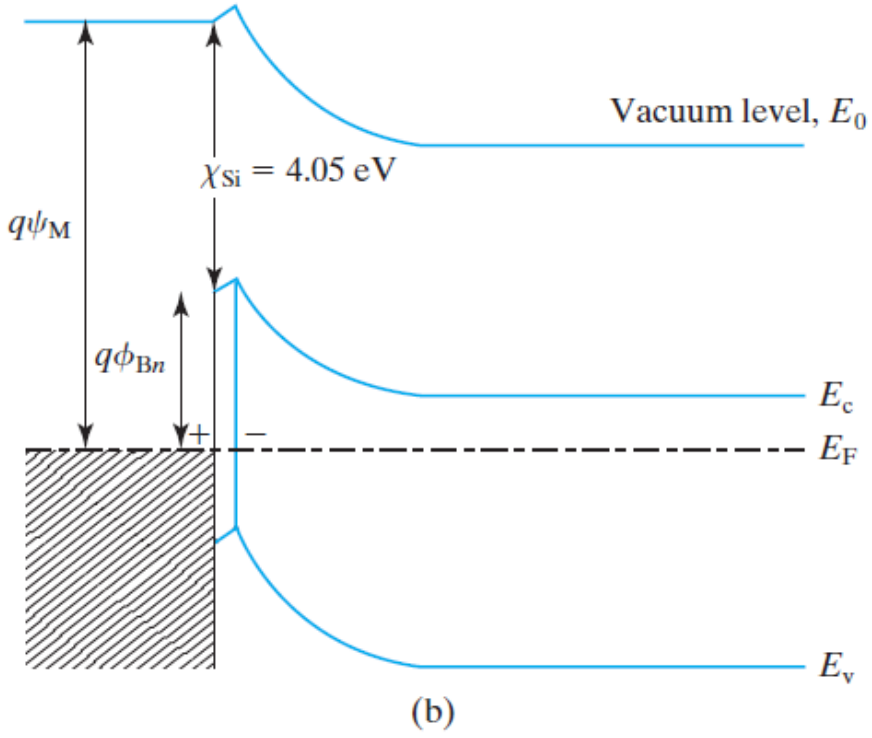 Vacuum level, E₀
χSi = 4.05 eV
qψM
qϕBn
Ec
+ −
EF
Ev
(b)